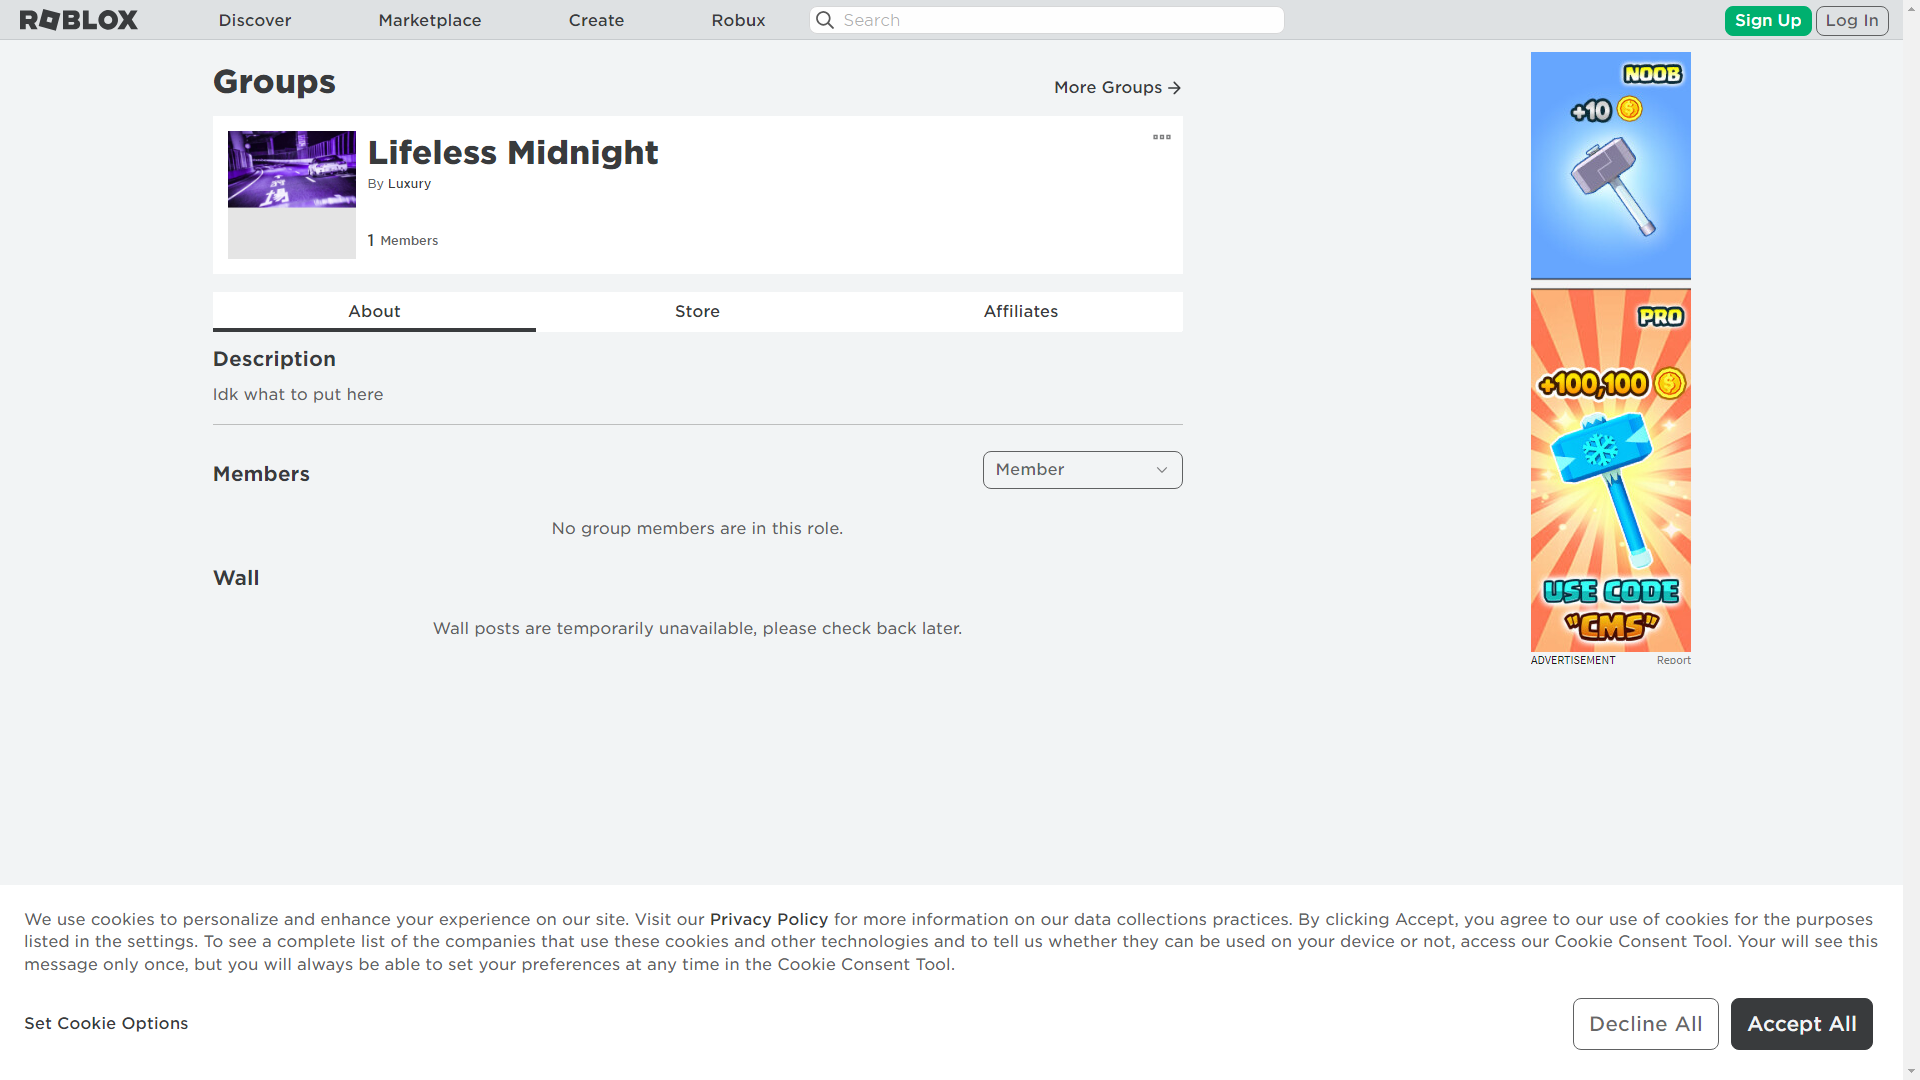 ROBLOX
Discover
Marketplace
Create
Robux
Search
Sign Up
Log In
Groups
More Groups
Lifeless Midnight
By Luxury
1 Members
About
Store
Affiliates
Description
Idk what to put here
Members
Member
No group members are in this role.
Wall
Wall posts are temporarily unavailable, please check back later.
NOOB
+10
PRO
+100,100
USE CODE
"CMS"
ADVERTISEMENT
Report
We use cookies to personalize and enhance your experience on our site. Visit our Privacy Policy for more information on our data collections practices. By clicking Accept, you agree to our use of cookies for the purposes
listed in the settings. To see a complete list of the companies that use these cookies and other technologies and to tell us whether they can be used on your device or not, access our Cookie Consent Tool. Your will see this
message only once, but you will always be able to set your preferences at any time in the Cookie Consent Tool.
Set Cookie Options
Decline All
Accept All